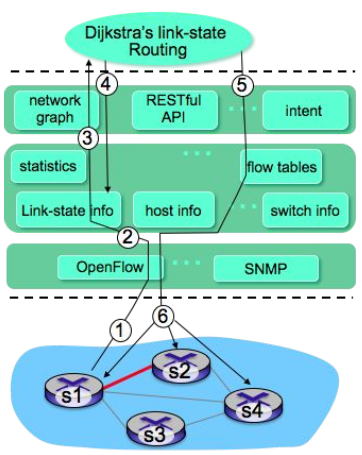 Dijkstra's link-state
Routing
4
5
network
graph
RESTful
API
...
intent
3
statistics
...
flow tables
Link-state info
host info
...
switch info
2
OpenFlow
...
SNMP
1
6
s1
s2
s3
s4